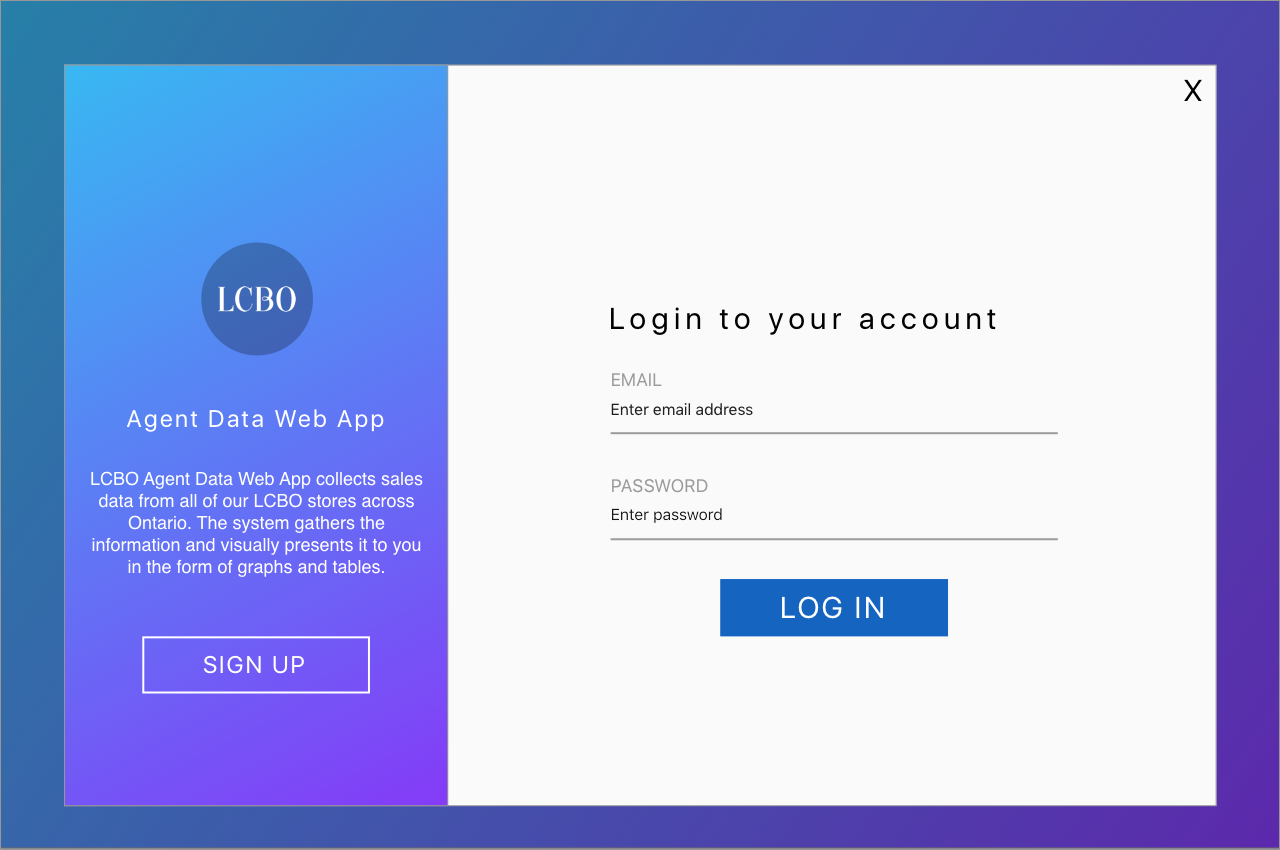 X
LCBO
Agent Data Web App
LCBO Agent Data Web App collects sales
data from all of our LCBO stores across
Ontario. The system gathers the
information and visually presents it to you
in the form of graphs and tables.
SIGN UP
Login to your account
EMAIL
Enter email address
PASSWORD
Enter password
LOG IN